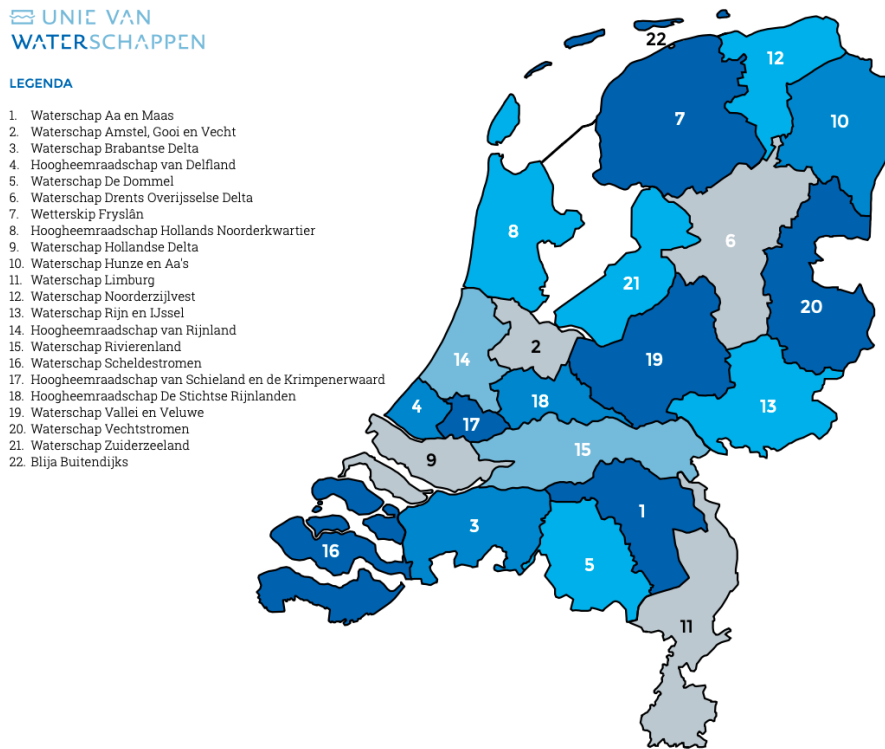 UNIE VAN
WATERSCHAPPEN
LEGENDA
1. Waterschap Aa en Maas
2. Waterschap Amstel, Gooi en Vecht
3. Waterschap Brabantse Delta
4. Hoogheemraadschap van Delfland
5. Waterschap De Dommel
6. Waterschap Drents Overijsselse Delta
7. Wetterskip Fryslân
8. Hoogheemraadschap Hollands Noorderkwartier
9. Waterschap Hollandse Delta
10. Waterschap Hunze en Aa's
11. Waterschap Limburg
12. Waterschap Noorderzijlvest
13. Waterschap Rijn en IJssel
14. Hoogheemraadschap van Rijnland
15. Waterschap Rivierenland
16. Waterschap Scheldestromen
17. Hoogheemraadschap van Schieland en de Krimpenerwaard
18. Hoogheemraadschap De Stichtse Rijnlanden
19. Waterschap Vallei en Veluwe
20. Waterschap Vechtstromen
21. Waterschap Zuiderzeeland
22. Blija Buitendijks
22
12
7
10
8
6
21
20
2
14
19
4
18
13
17
15
9
1
3
16
5
11